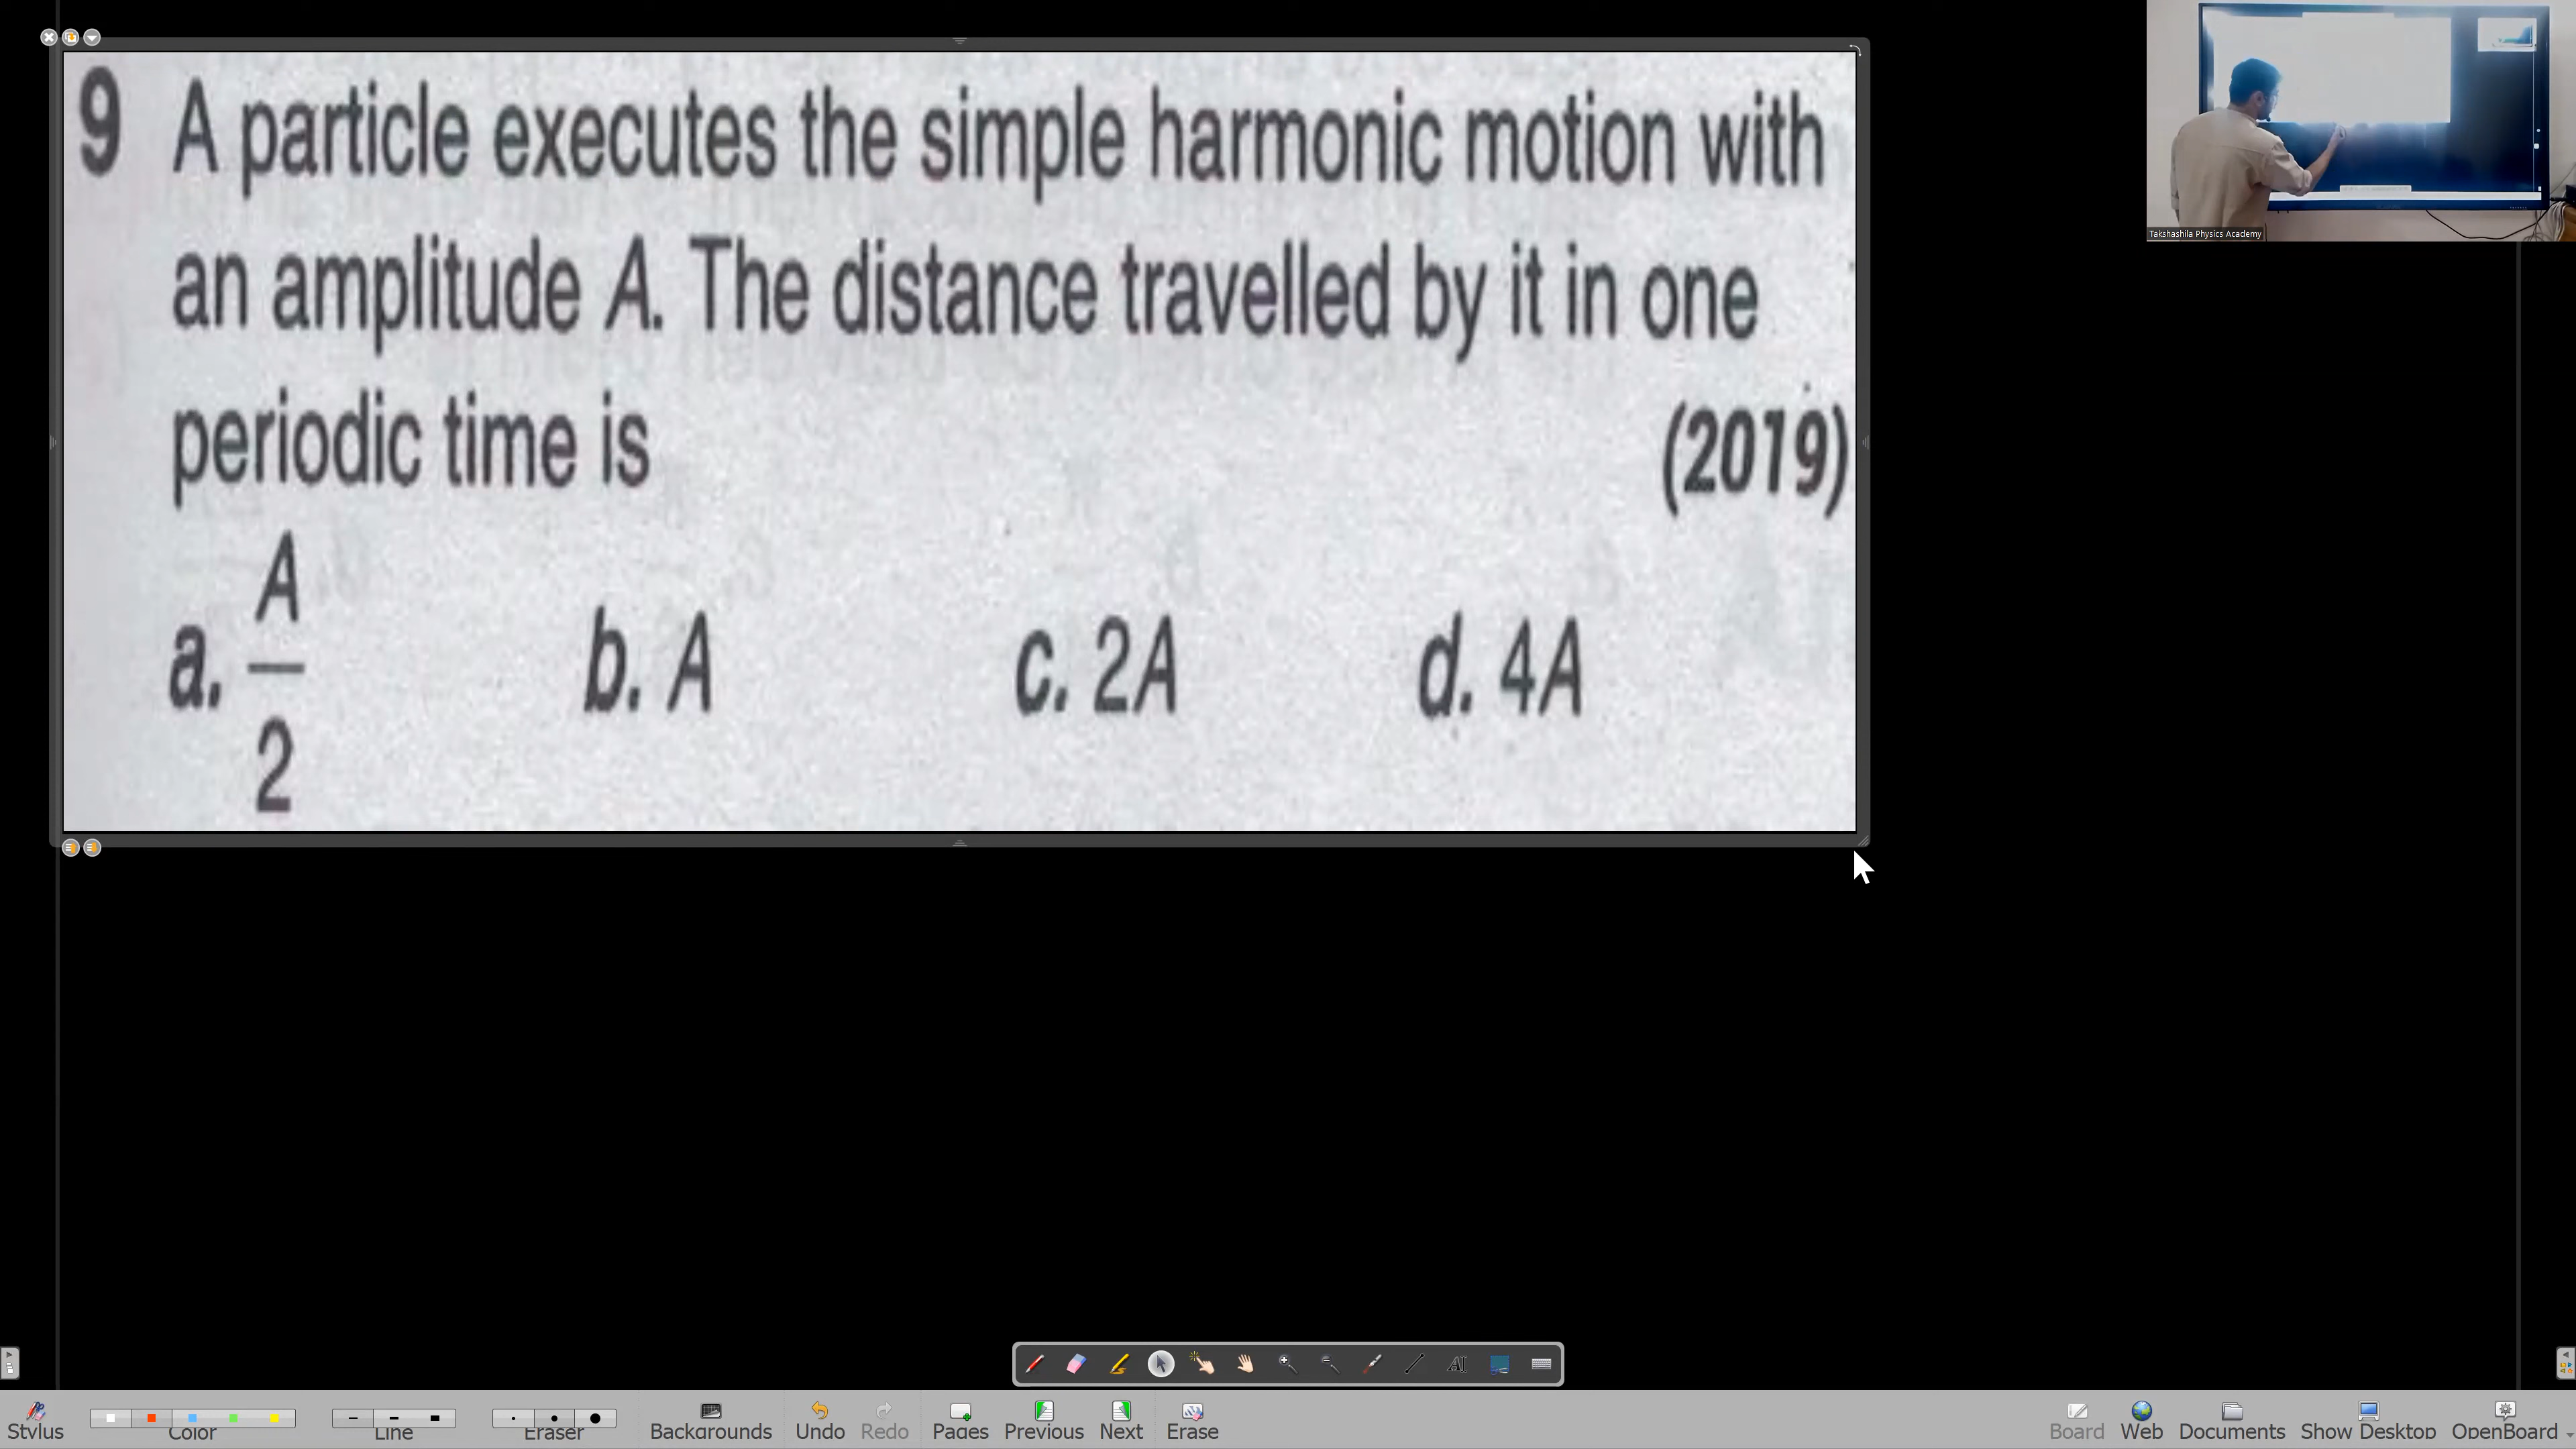 9 A particle executes the simple harmonic motion with
an amplitude A. The distance travelled by it in one
periodic time is (2019)
a. A/2 b. A c. 2A d. 4A
Takshashila Physics Academy
Stylus Color Line Eraser Backgrounds Undo Redo Pages Previous Next Erase Board Web Documents Show Desktop OpenBoard